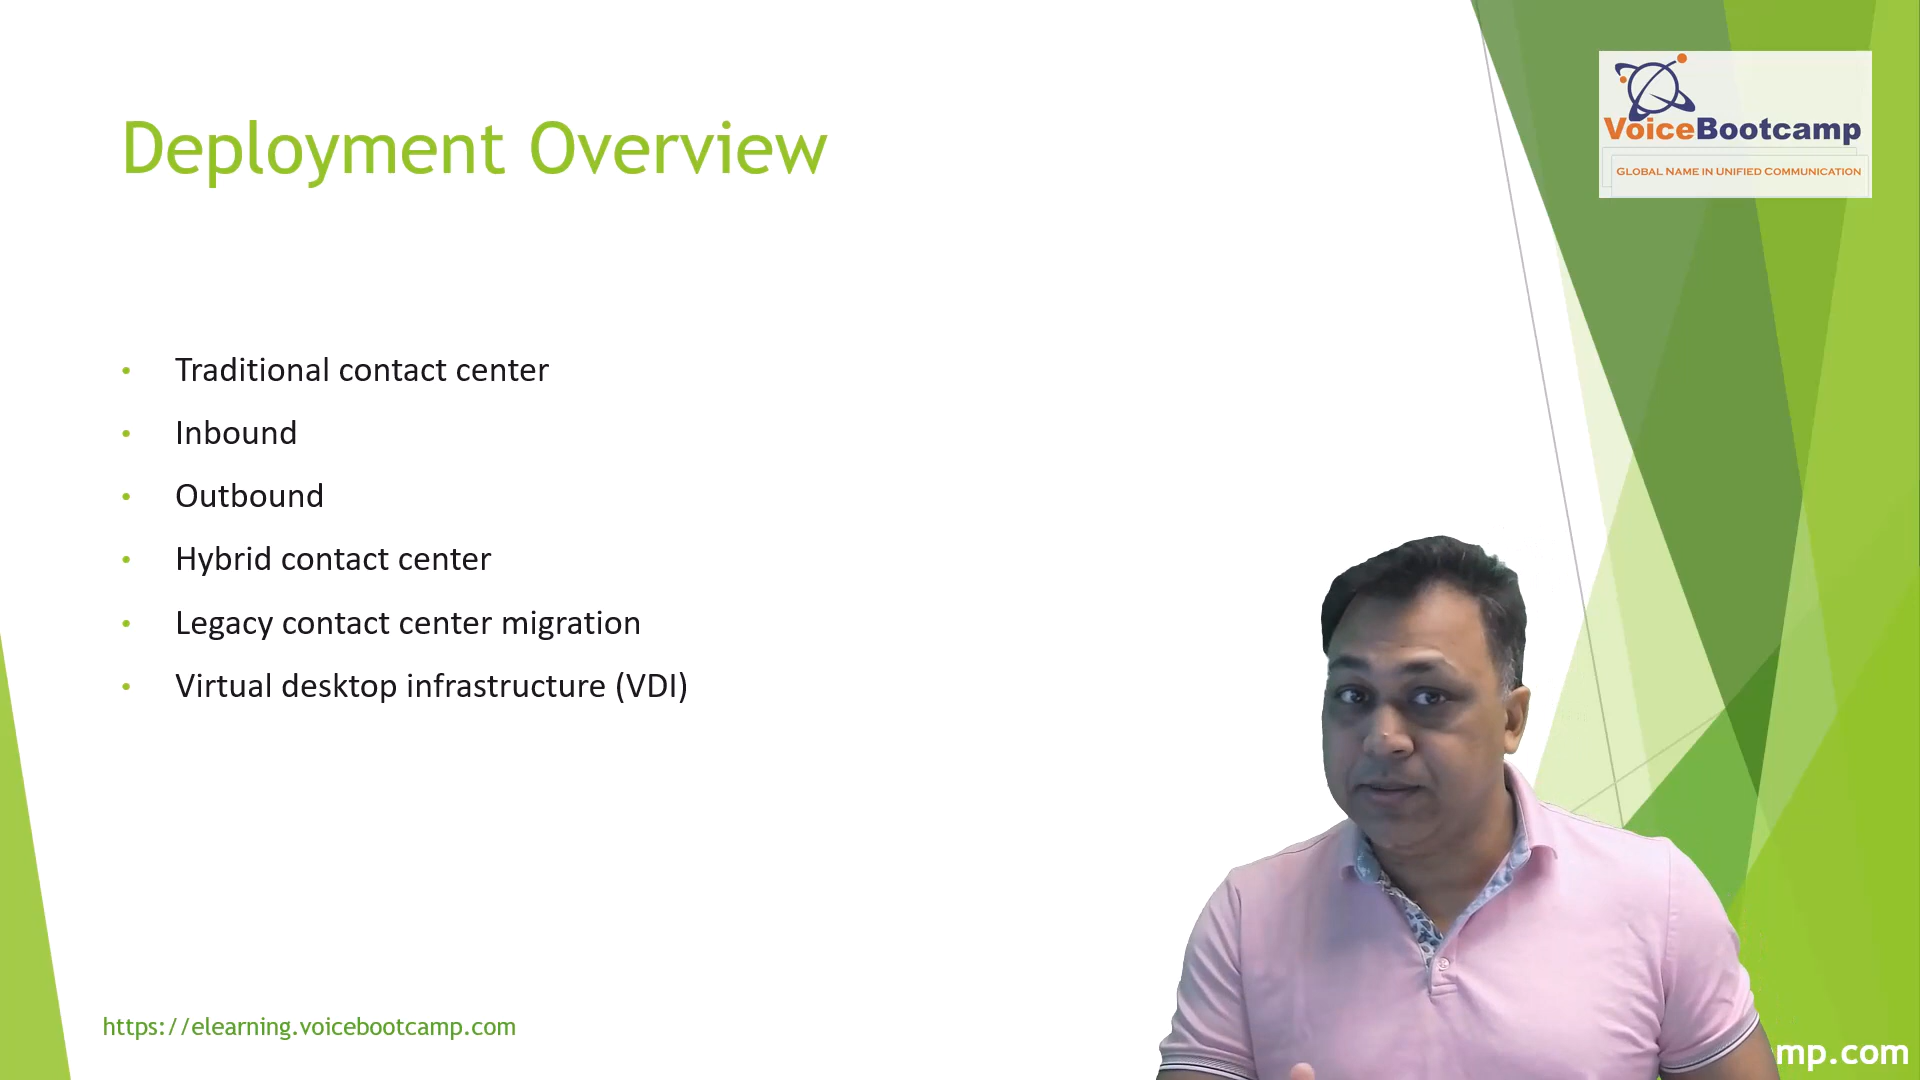 Deployment Overview
VoiceBootcamp
GLOBAL NAME IN UNIFIED COMMUNICATION
• Traditional contact center
• Inbound
• Outbound
• Hybrid contact center
• Legacy contact center migration
• Virtual desktop infrastructure (VDI)
https://elearning.voicebootcamp.com
mp.com